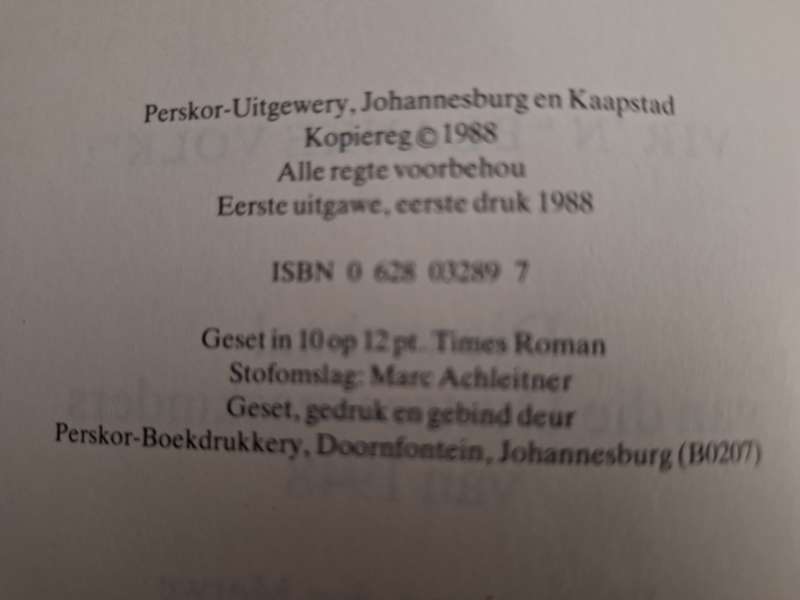 Perskor-Uitgewery, Johannesburg en Kaapstad
Kopiereg © 1988
Alle regte voorbehou
Eerste uitgawe, eerste druk 1988
ISBN 0 628 03289 7
Geset in 10 op 12 pt. Times Roman
Stofomslag: Marc Achleitner
Geset, gedruk en gebind deur
Perskor-Boekdrukkery, Doornfontein, Johannesburg (B0207)